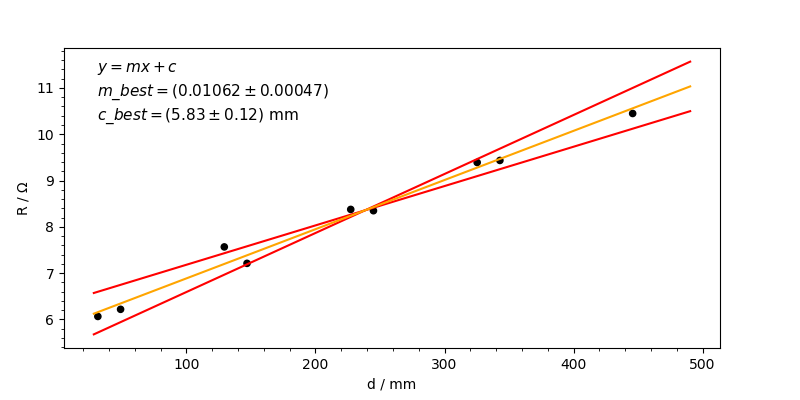 y = mx + c
m_best = (0.01062 ± 0.00047)
c_best = (5.83 ± 0.12) mm
11
10
9
8
7
6
R / Ω
100 200 300 400 500
d / mm